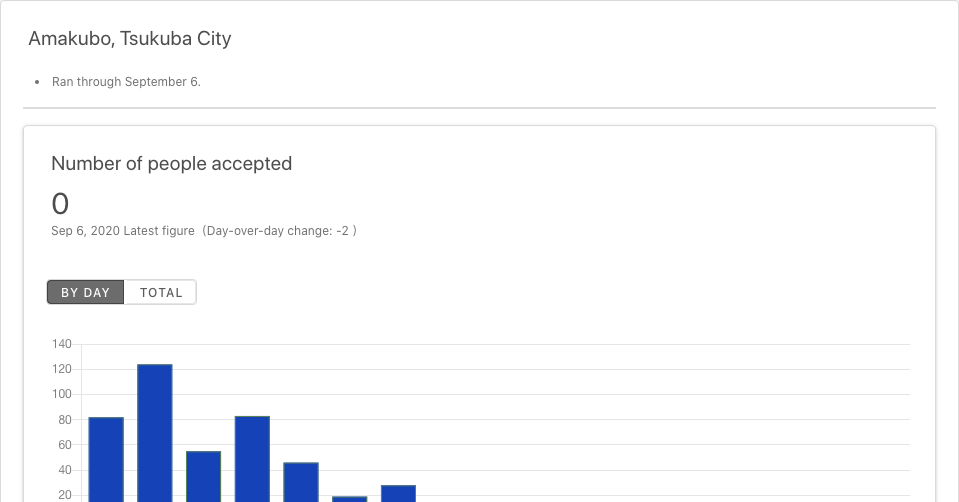 Amakubo, Tsukuba City
• Ran through September 6.
Number of people accepted
0
Sep 6, 2020 Latest figure (Day-over-day change: -2 )
BY DAY TOTAL
140
120
100
80
60
40
20